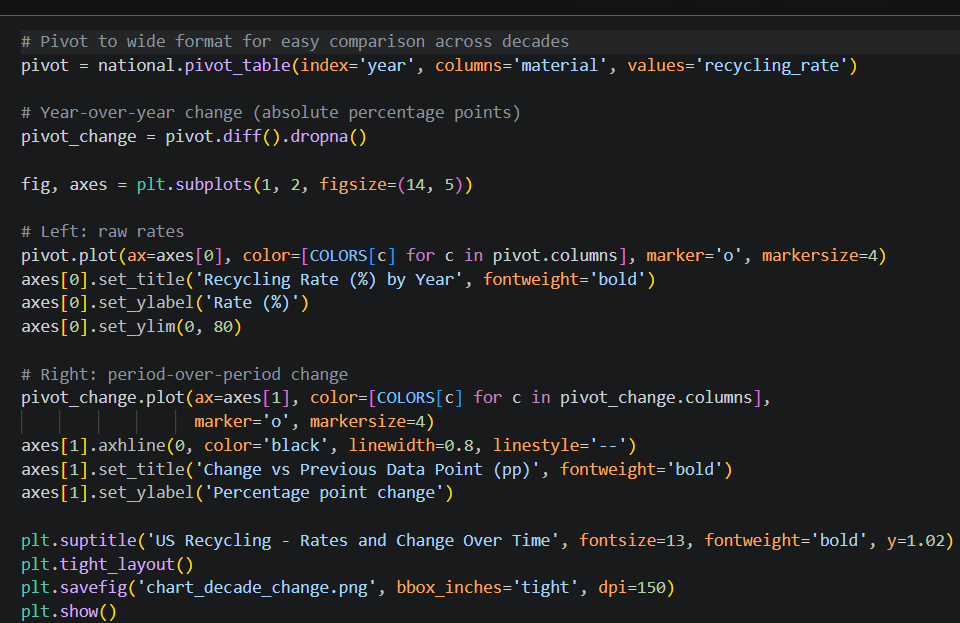 # Pivot to wide format for easy comparison across decades
pivot = national.pivot_table(index='year', columns='material', values='recycling_rate')
# Year-over-year change (absolute percentage points)
pivot_change = pivot.diff().dropna()
fig, axes = plt.subplots(1, 2, figsize=(14, 5))
# Left: raw rates
pivot.plot(ax=axes[0], color=[COLORS[c] for c in pivot.columns], marker='o', markersize=4)
axes[0].set_title('Recycling Rate (%) by Year', fontweight='bold')
axes[0].set_ylabel('Rate (%)')
axes[0].set_ylim(0, 80)
# Right: period-over-period change
pivot_change.plot(ax=axes[1], color=[COLORS[c] for c in pivot_change.columns],
marker='o', markersize=4)
axes[1].axhline(0, color='black', linewidth=0.8, linestyle='--')
axes[1].set_title('Change vs Previous Data Point (pp)', fontweight='bold')
axes[1].set_ylabel('Percentage point change')
plt.suptitle('US Recycling - Rates and Change Over Time', fontsize=13, fontweight='bold', y=1.02)
plt.tight_layout()
plt.savefig('chart_decade_change.png', bbox_inches='tight', dpi=150)
plt.show()